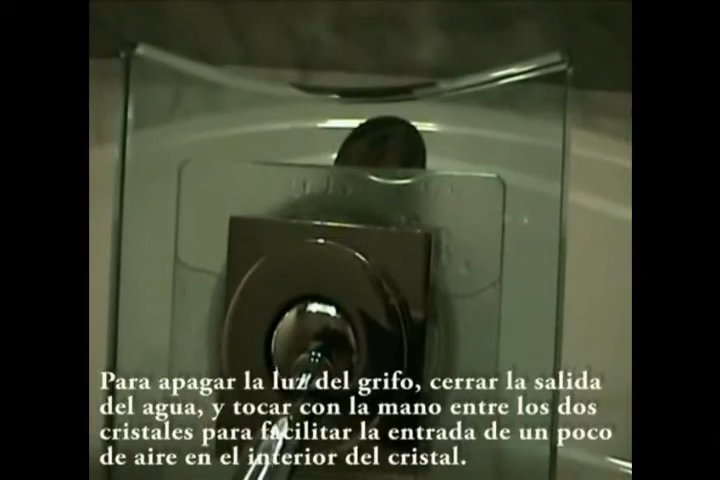 Para apagar la luz del grifo, cerrar la salida
del agua, y tocar con la mano entre los dos
cristales para facilitar la entrada de un poco
de aire en el interior del cristal.